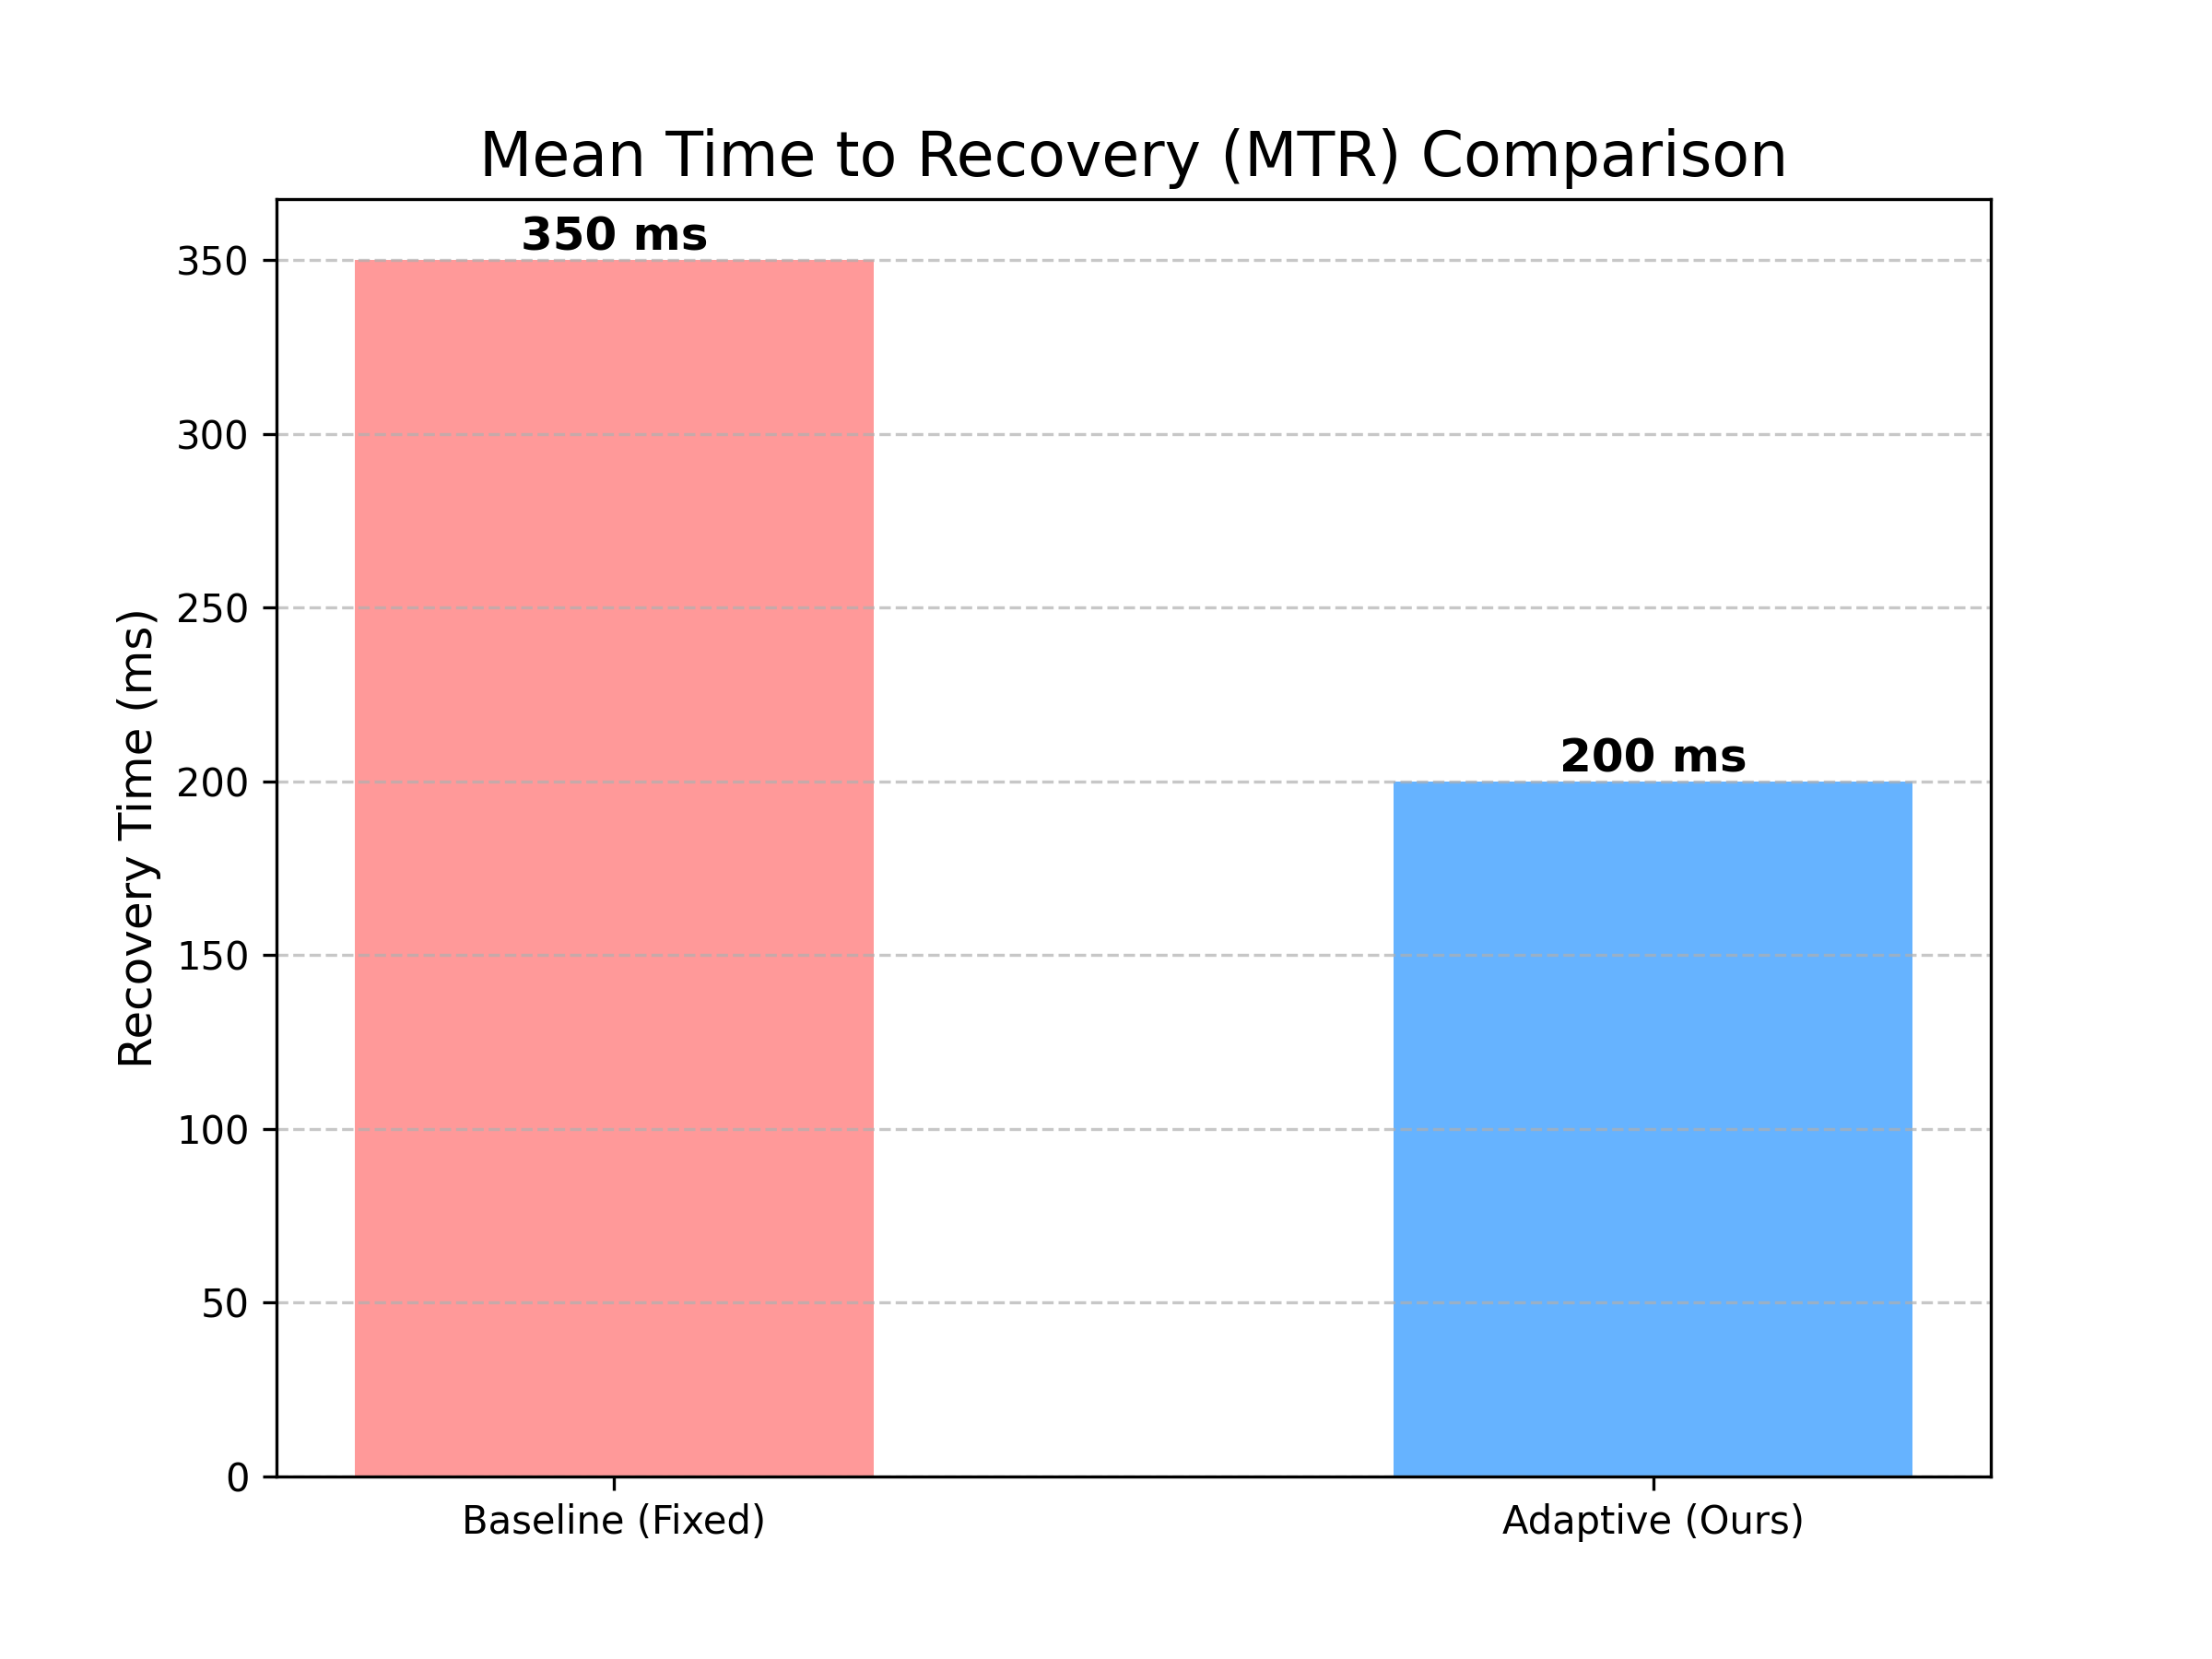 Mean Time to Recovery (MTR) Comparison
350 ms
350
300
250
200 ms
200
150
100
50
0
Recovery Time (ms)
Baseline (Fixed)
Adaptive (Ours)